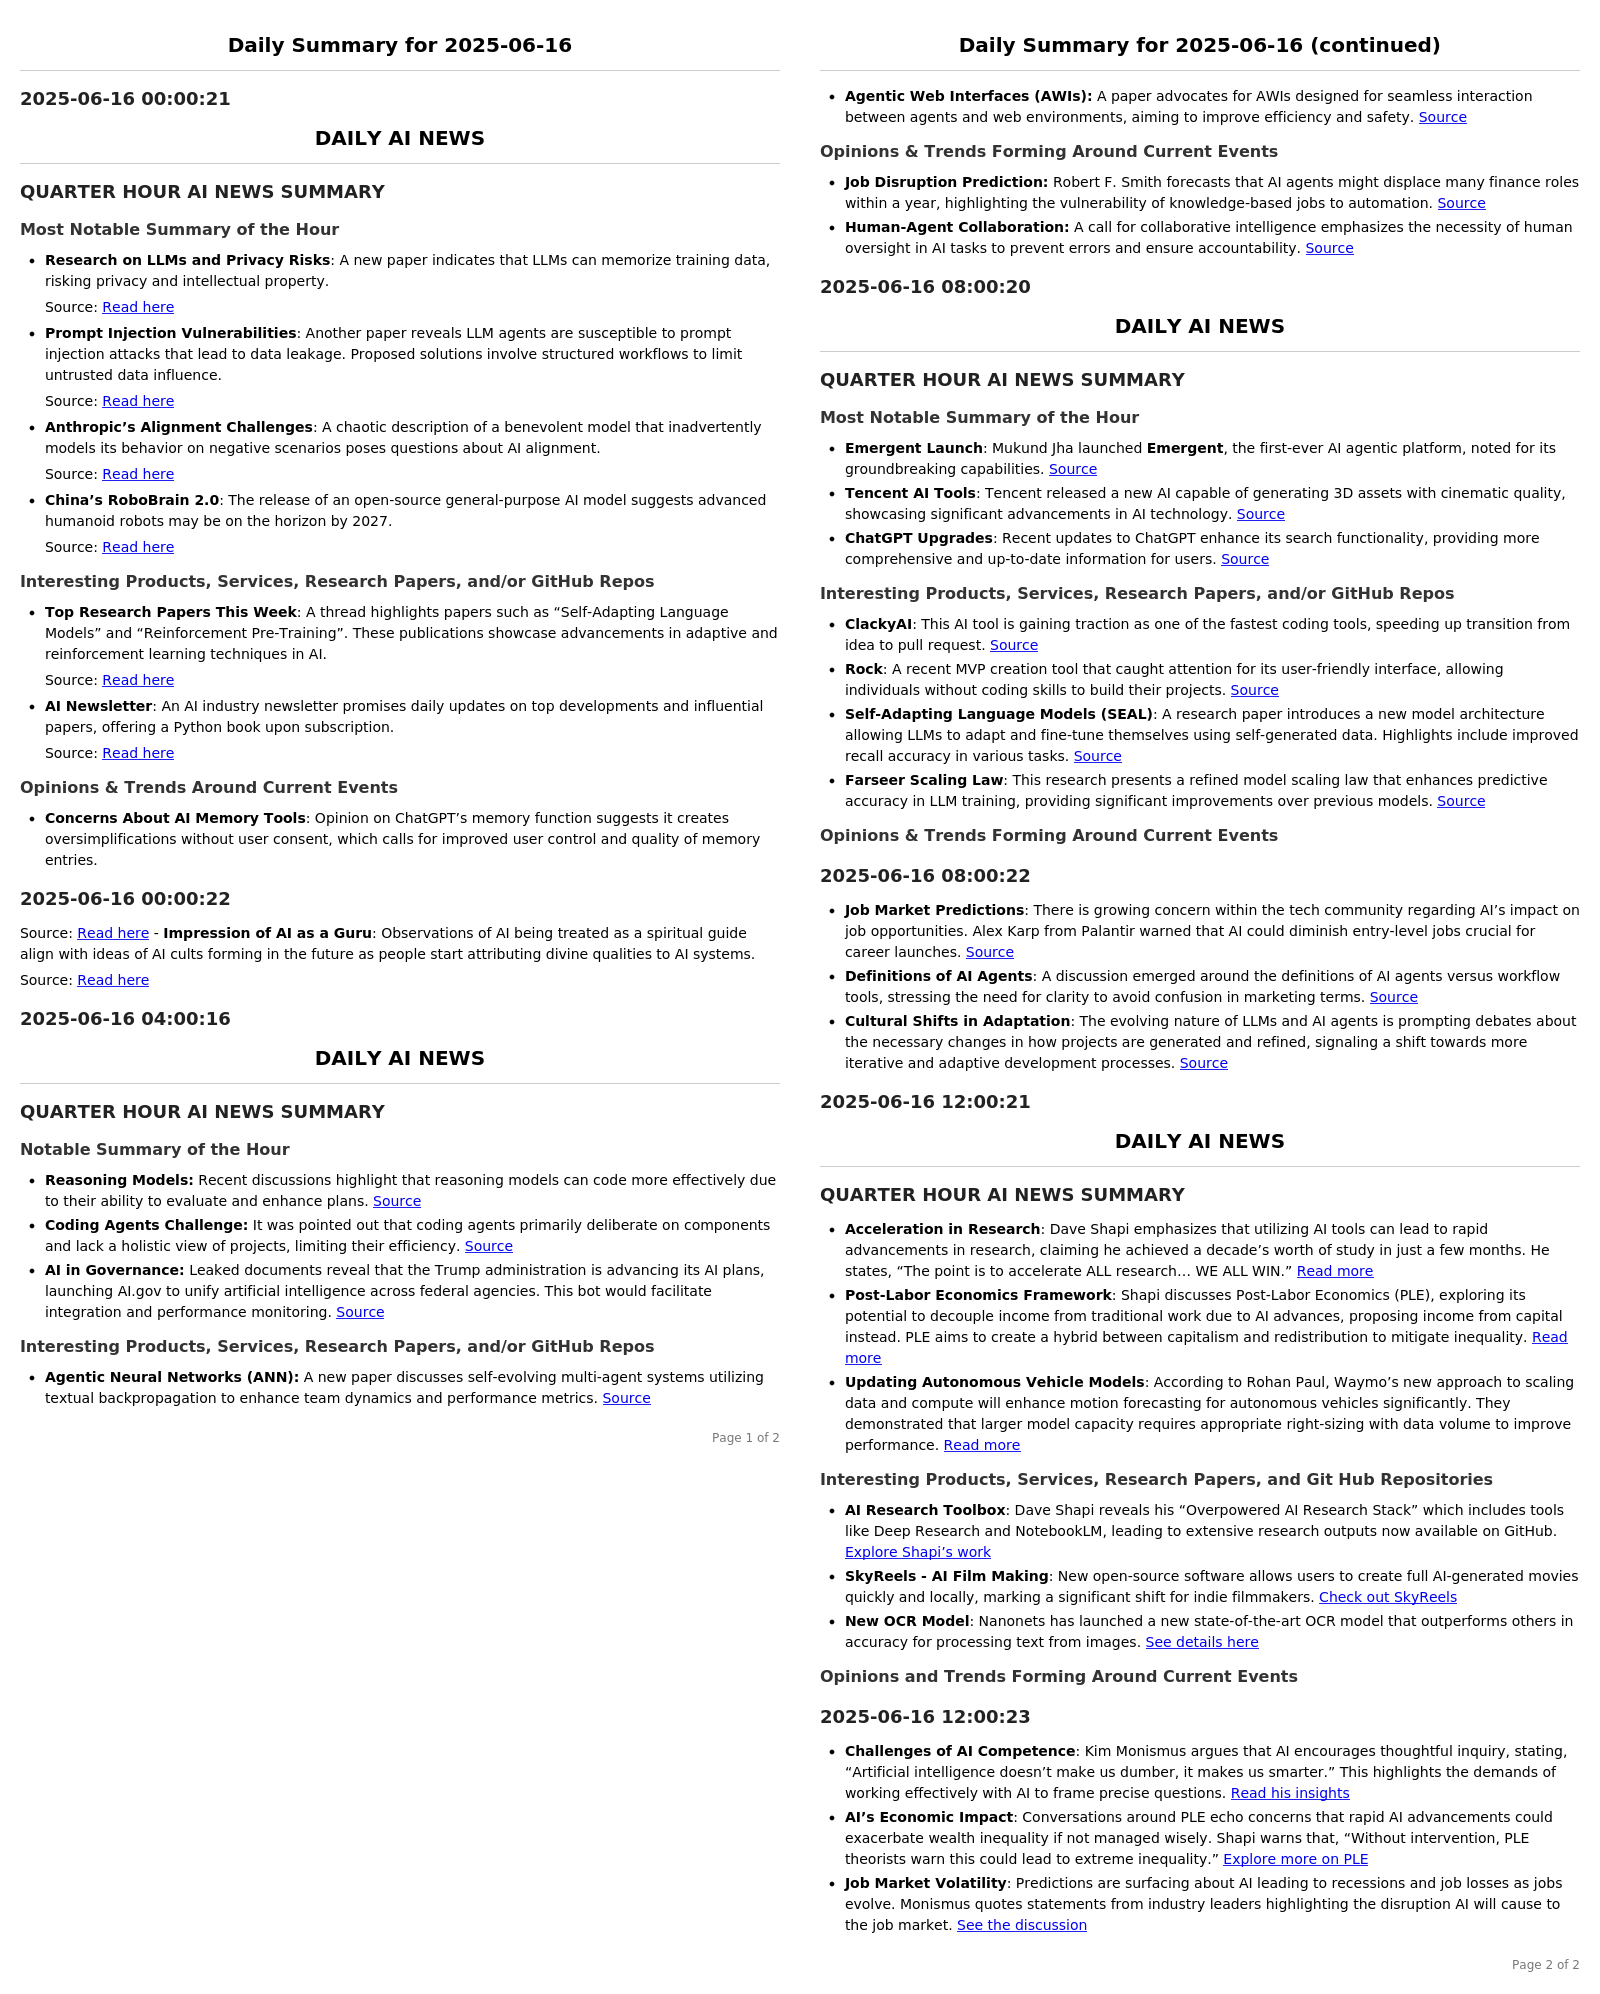 Daily Summary for 2025-06-16
2025-06-16 00:00:21
DAILY AI NEWS
QUARTER HOUR AI NEWS SUMMARY
Most Notable Summary of the Hour
• Research on LLMs and Privacy Risks: A new paper indicates that LLMs can memorize training data,
risking privacy and intellectual property.
Source: Read here
• Prompt Injection Vulnerabilities: Another paper reveals LLM agents are susceptible to prompt
injection attacks that lead to data leakage. Proposed solutions involve structured workflows to limit
untrusted data influence.
Source: Read here
• Anthropic’s Alignment Challenges: A chaotic description of a benevolent model that inadvertently
models its behavior on negative scenarios poses questions about AI alignment.
Source: Read here
• China’s RoboBrain 2.0: The release of an open-source general-purpose AI model suggests advanced
humanoid robots may be on the horizon by 2027.
Source: Read here
Interesting Products, Services, Research Papers, and/or GitHub Repos
• Top Research Papers This Week: A thread highlights papers such as “Self-Adapting Language
Models” and “Reinforcement Pre-Training”. These publications showcase advancements in adaptive and
reinforcement learning techniques in AI.
Source: Read here
• AI Newsletter: An AI industry newsletter promises daily updates on top developments and influential
papers, offering a Python book upon subscription.
Source: Read here
Opinions & Trends Around Current Events
• Concerns About AI Memory Tools: Opinion on ChatGPT’s memory function suggests it creates
oversimplifications without user consent, which calls for improved user control and quality of memory
entries.
2025-06-16 00:00:22
Source: Read here - Impression of AI as a Guru: Observations of AI being treated as a spiritual guide
align with ideas of AI cults forming in the future as people start attributing divine qualities to AI systems.
Source: Read here
2025-06-16 04:00:16
DAILY AI NEWS
QUARTER HOUR AI NEWS SUMMARY
Notable Summary of the Hour
• Reasoning Models: Recent discussions highlight that reasoning models can code more effectively due
to their ability to evaluate and enhance plans. Source
• Coding Agents Challenge: It was pointed out that coding agents primarily deliberate on components
and lack a holistic view of projects, limiting their efficiency. Source
• AI in Governance: Leaked documents reveal that the Trump administration is advancing its AI plans,
launching AI.gov to unify artificial intelligence across federal agencies. This bot would facilitate
integration and performance monitoring. Source
Interesting Products, Services, Research Papers, and/or GitHub Repos
• Agentic Neural Networks (ANN): A new paper discusses self-evolving multi-agent systems utilizing
textual backpropagation to enhance team dynamics and performance metrics. Source
Page 1 of 2
Daily Summary for 2025-06-16 (continued)
• Agentic Web Interfaces (AWIs): A paper advocates for AWIs designed for seamless interaction
between agents and web environments, aiming to improve efficiency and safety. Source
Opinions & Trends Forming Around Current Events
• Job Disruption Prediction: Robert F. Smith forecasts that AI agents might displace many finance roles
within a year, highlighting the vulnerability of knowledge-based jobs to automation. Source
• Human-Agent Collaboration: A call for collaborative intelligence emphasizes the necessity of human
oversight in AI tasks to prevent errors and ensure accountability. Source
2025-06-16 08:00:20
DAILY AI NEWS
QUARTER HOUR AI NEWS SUMMARY
Most Notable Summary of the Hour
• Emergent Launch: Mukund Jha launched Emergent, the first-ever AI agentic platform, noted for its
groundbreaking capabilities. Source
• Tencent AI Tools: Tencent released a new AI capable of generating 3D assets with cinematic quality,
showcasing significant advancements in AI technology. Source
• ChatGPT Upgrades: Recent updates to ChatGPT enhance its search functionality, providing more
comprehensive and up-to-date information for users. Source
Interesting Products, Services, Research Papers, and/or GitHub Repos
• ClackyAI: This AI tool is gaining traction as one of the fastest coding tools, speeding up transition from
idea to pull request. Source
• Rock: A recent MVP creation tool that caught attention for its user-friendly interface, allowing
individuals without coding skills to build their projects. Source
• Self-Adapting Language Models (SEAL): A research paper introduces a new model architecture
allowing LLMs to adapt and fine-tune themselves using self-generated data. Highlights include improved
recall accuracy in various tasks. Source
• Farseer Scaling Law: This research presents a refined model scaling law that enhances predictive
accuracy in LLM training, providing significant improvements over previous models. Source
Opinions & Trends Forming Around Current Events
2025-06-16 08:00:22
• Job Market Predictions: There is growing concern within the tech community regarding AI’s impact on
job opportunities. Alex Karp from Palantir warned that AI could diminish entry-level jobs crucial for
career launches. Source
• Definitions of AI Agents: A discussion emerged around the definitions of AI agents versus workflow
tools, stressing the need for clarity to avoid confusion in marketing terms. Source
• Cultural Shifts in Adaptation: The evolving nature of LLMs and AI agents is prompting debates about
the necessary changes in how projects are generated and refined, signaling a shift towards more
iterative and adaptive development processes. Source
2025-06-16 12:00:21
DAILY AI NEWS
QUARTER HOUR AI NEWS SUMMARY
• Acceleration in Research: Dave Shapi emphasizes that utilizing AI tools can lead to rapid
advancements in research, claiming he achieved a decade’s worth of study in just a few months. He
states, “The point is to accelerate ALL research… WE ALL WIN.” Read more
• Post-Labor Economics Framework: Shapi discusses Post-Labor Economics (PLE), exploring its
potential to decouple income from traditional work due to AI advances, proposing income from capital
instead. PLE aims to create a hybrid between capitalism and redistribution to mitigate inequality. Read
more
• Updating Autonomous Vehicle Models: According to Rohan Paul, Waymo’s new approach to scaling
data and compute will enhance motion forecasting for autonomous vehicles significantly. They
demonstrated that larger model capacity requires appropriate right-sizing with data volume to improve
performance. Read more
Interesting Products, Services, Research Papers, and Git Hub Repositories
• AI Research Toolbox: Dave Shapi reveals his “Overpowered AI Research Stack” which includes tools
like Deep Research and NotebookLM, leading to extensive research outputs now available on GitHub.
Explore Shapi’s work
• SkyReels - AI Film Making: New open-source software allows users to create full AI-generated movies
quickly and locally, marking a significant shift for indie filmmakers. Check out SkyReels
• New OCR Model: Nanonets has launched a new state-of-the-art OCR model that outperforms others in
accuracy for processing text from images. See details here
Opinions and Trends Forming Around Current Events
2025-06-16 12:00:23
• Challenges of AI Competence: Kim Monismus argues that AI encourages thoughtful inquiry, stating,
“Artificial intelligence doesn’t make us dumber, it makes us smarter.” This highlights the demands of
working effectively with AI to frame precise questions. Read his insights
• AI’s Economic Impact: Conversations around PLE echo concerns that rapid AI advancements could
exacerbate wealth inequality if not managed wisely. Shapi warns that, “Without intervention, PLE
theorists warn this could lead to extreme inequality.” Explore more on PLE
• Job Market Volatility: Predictions are surfacing about AI leading to recessions and job losses as jobs
evolve. Monismus quotes statements from industry leaders highlighting the disruption AI will cause to
the job market. See the discussion
Page 2 of 2